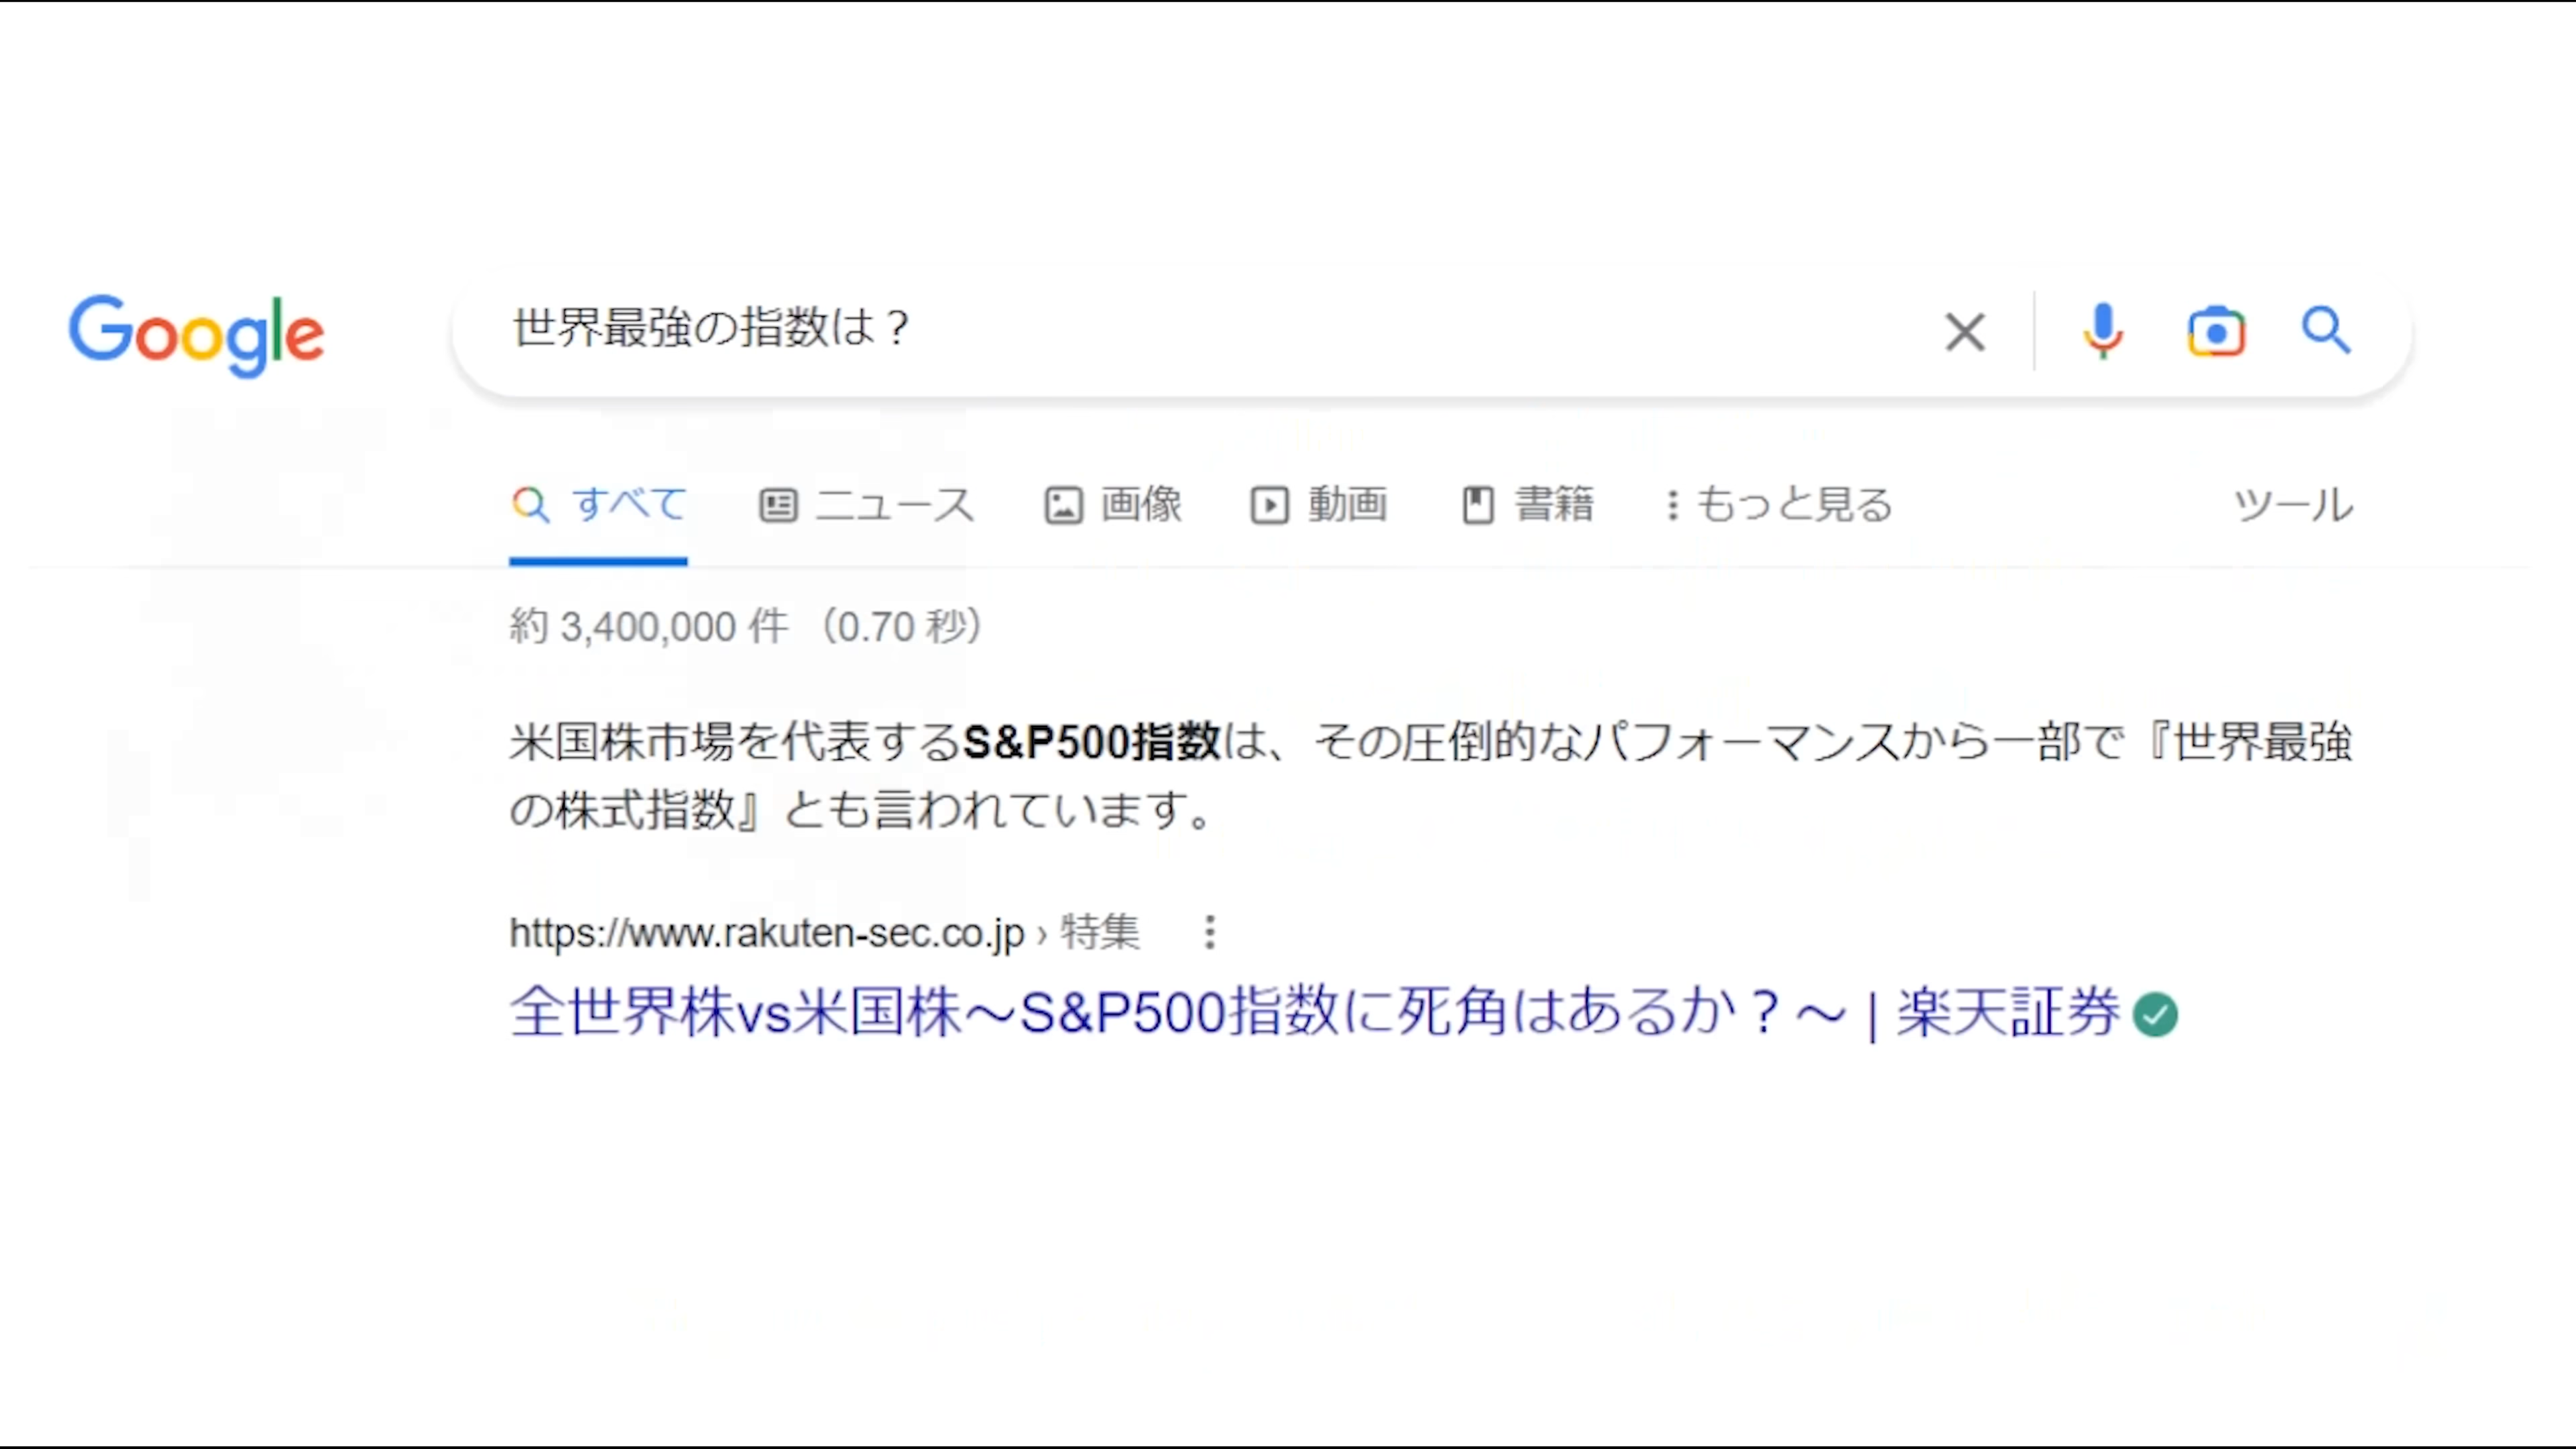 Google
世界最強の指数は？
すべて ニュース 画像 動画 書籍 もっと見る ツール
約 3,400,000 件 （0.70 秒）
米国株市場を代表するS&P500指数は、その圧倒的なパフォーマンスから一部で『世界最強
の株式指数』とも言われています。
https://www.rakuten-sec.co.jp › 特集
全世界株vs米国株～S&P500指数に死角はあるか？～ | 楽天証券